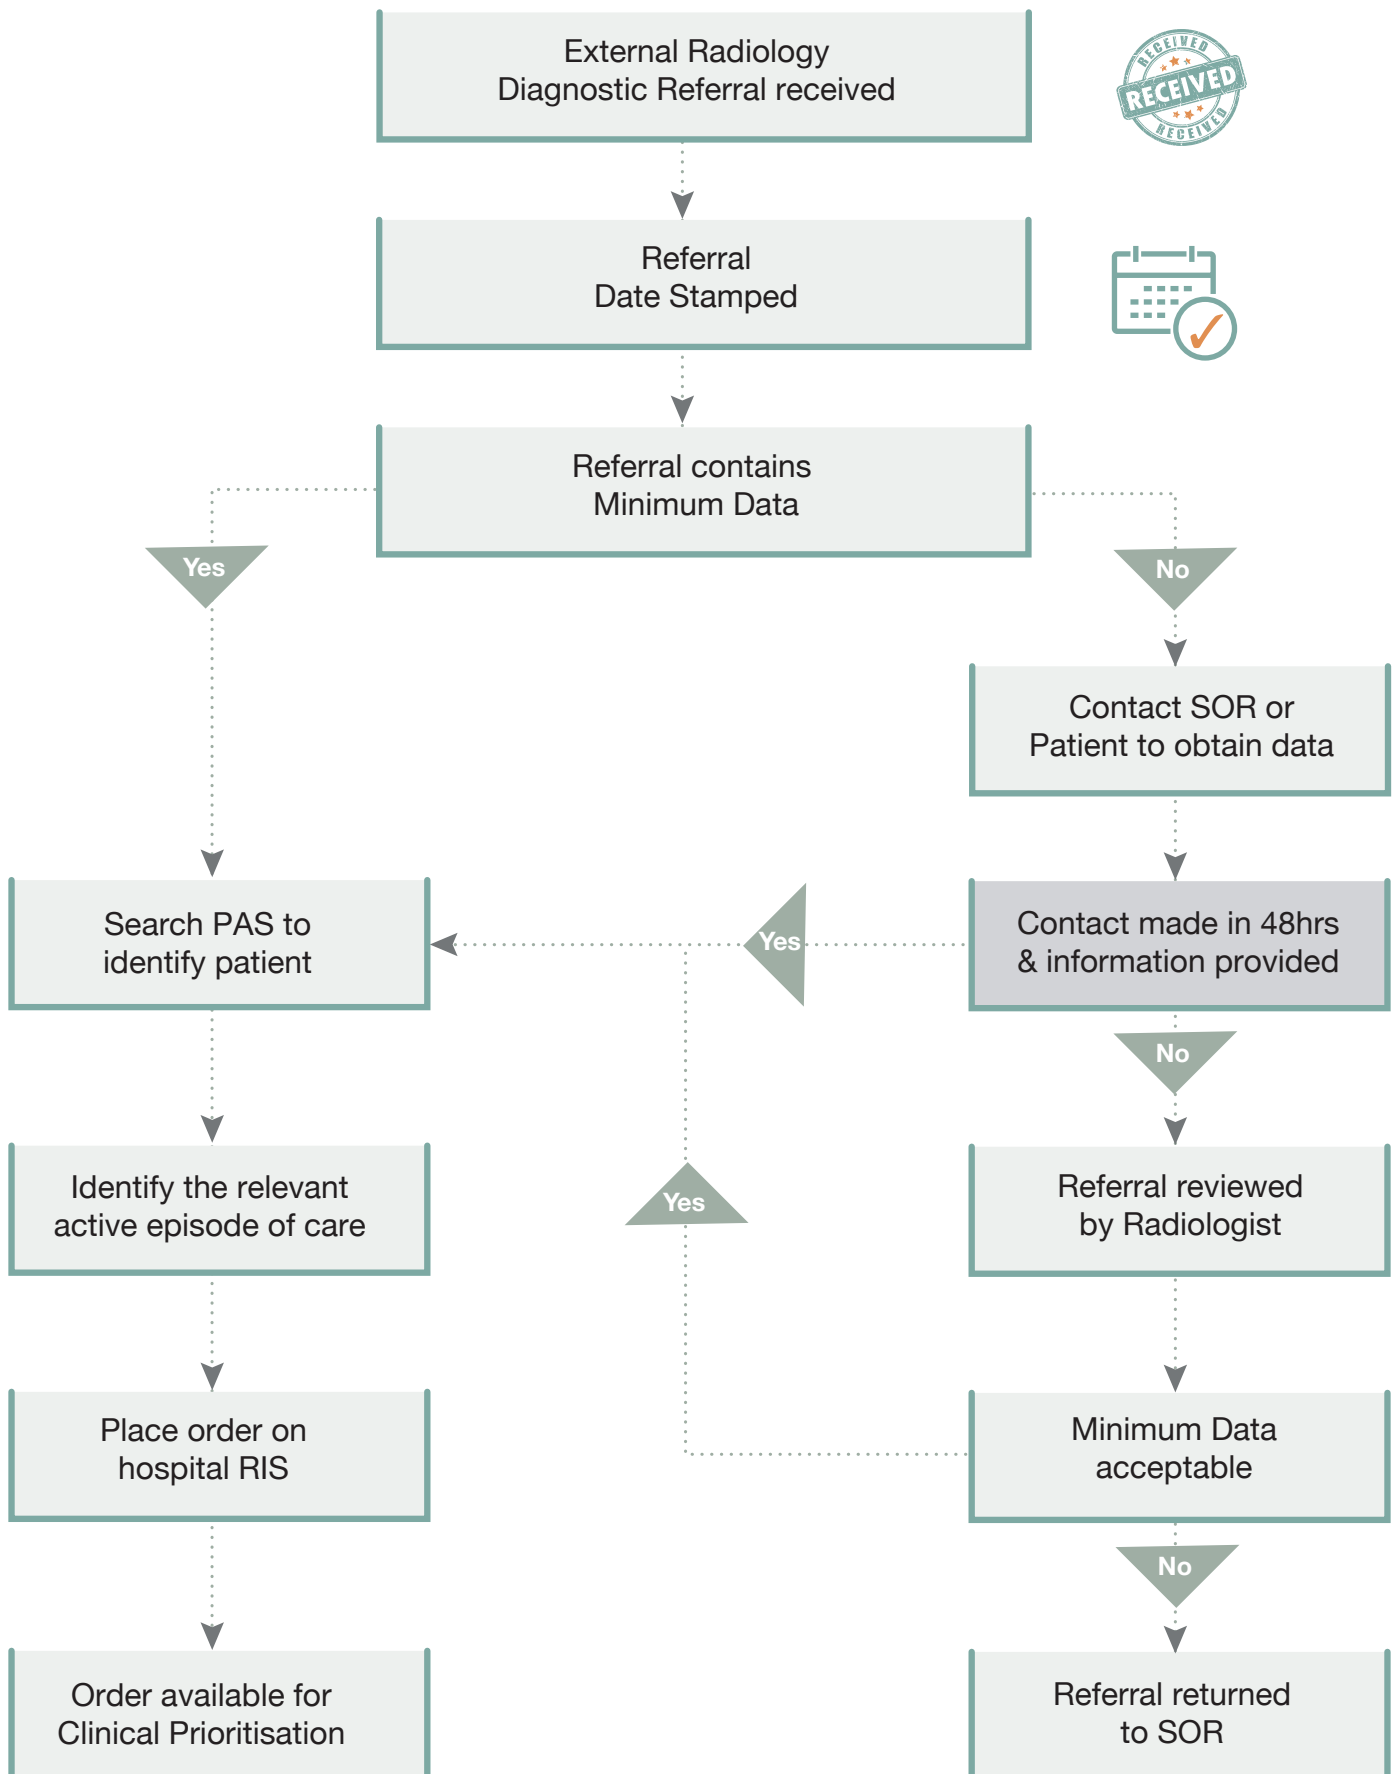 External Radiology
Diagnostic Referral received
RECEIVED
RECEIVED
RECEIVED
Referral
Date Stamped
Referral contains
Minimum Data
Yes
No
Contact SOR or
Patient to obtain data
Search PAS to
identify patient
Yes
Contact made in 48hrs
& information provided
No
Identify the relevant
active episode of care
Yes
Referral reviewed
by Radiologist
Place order on
hospital RIS
Minimum Data
acceptable
No
Order available for
Clinical Prioritisation
Referral returned
to SOR